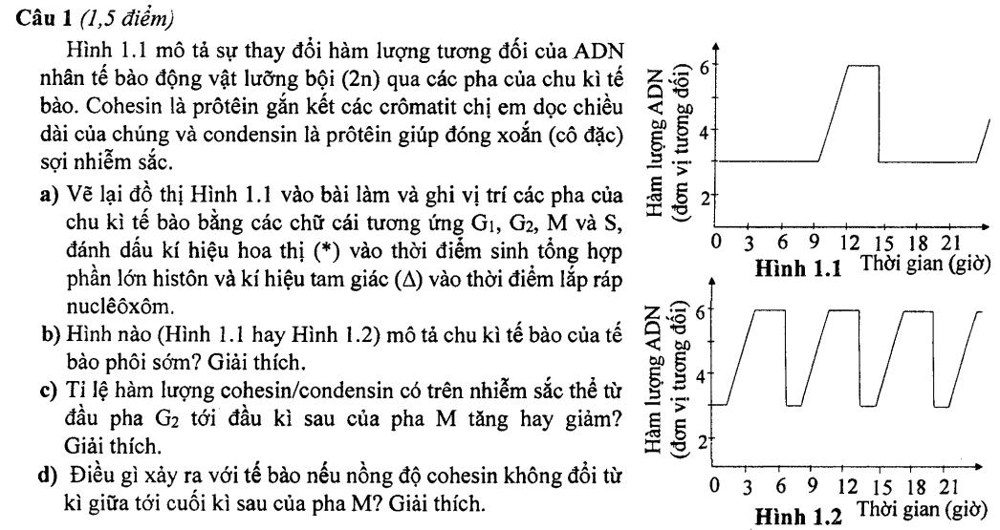 Câu 1 (1,5 điểm)
Hình 1.1 mô tả sự thay đổi hàm lượng tương đối của ADN
nhân tế bào động vật lưỡng bội (2n) qua các pha của chu kì tế
bào. Cohesin là prôtêin gắn kết các crômatit chị em dọc chiều
dài của chúng và condensin là prôtêin giúp đóng xoắn (cô đặc)
sợi nhiễm sắc.
a) Vẽ lại đồ thị Hình 1.1 vào bài làm và ghi vị trí các pha của
chu kì tế bào bằng các chữ cái tương ứng G₁, G₂, M và S,
đánh dấu kí hiệu hoa thị (*) vào thời điểm sinh tổng hợp
phần lớn histôn và kí hiệu tam giác (Δ) vào thời điểm lắp ráp
nuclêôxôm.
b) Hình nào (Hình 1.1 hay Hình 1.2) mô tả chu kì tế bào của tế
bào phôi sớm? Giải thích.
c) Tỉ lệ hàm lượng cohesin/condensin có trên nhiễm sắc thể từ
đầu pha G₂ tới đầu kì sau của pha M tăng hay giảm?
Giải thích.
d) Điều gì xảy ra với tế bào nếu nồng độ cohesin không đổi từ
kì giữa tới cuối kì sau của pha M? Giải thích.
Hàm lượng ADN
(đơn vị tương đối)
6
4
2
0 3 6 9 12 15 18 21
Hình 1.1 Thời gian (giờ)
Hàm lượng ADN
(đơn vị tương đối)
6
4
2
0 3 6 9 12 15 18 21
Hình 1.2 Thời gian (giờ)